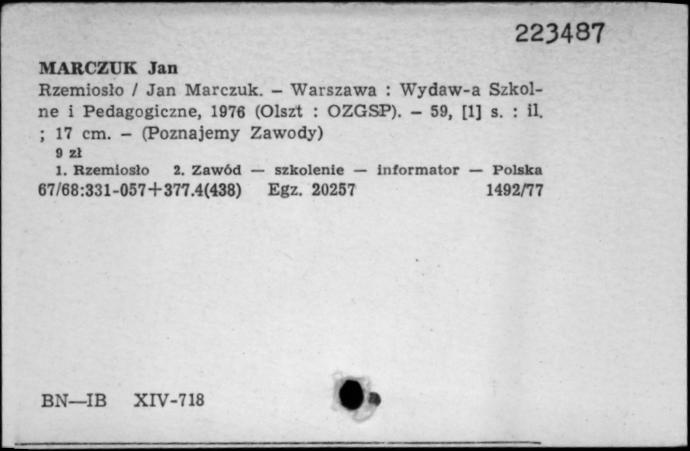 223487
MARCZUK Jan
Rzemiosło / Jan Marczuk. — Warszawa : Wydaw-a Szkol-
ne i Pedagogiczne, 1976 (Olszt : OZGSP). — 59, [1] s. : il.
; 17 cm. — (Poznajemy Zawody)
9 zł
1. Rzemiosło 2. Zawód — szkolenie — informator — Polska
67/68:331-057+377.4(438) Egz. 20257 1492/77
BN—IB XIV-718